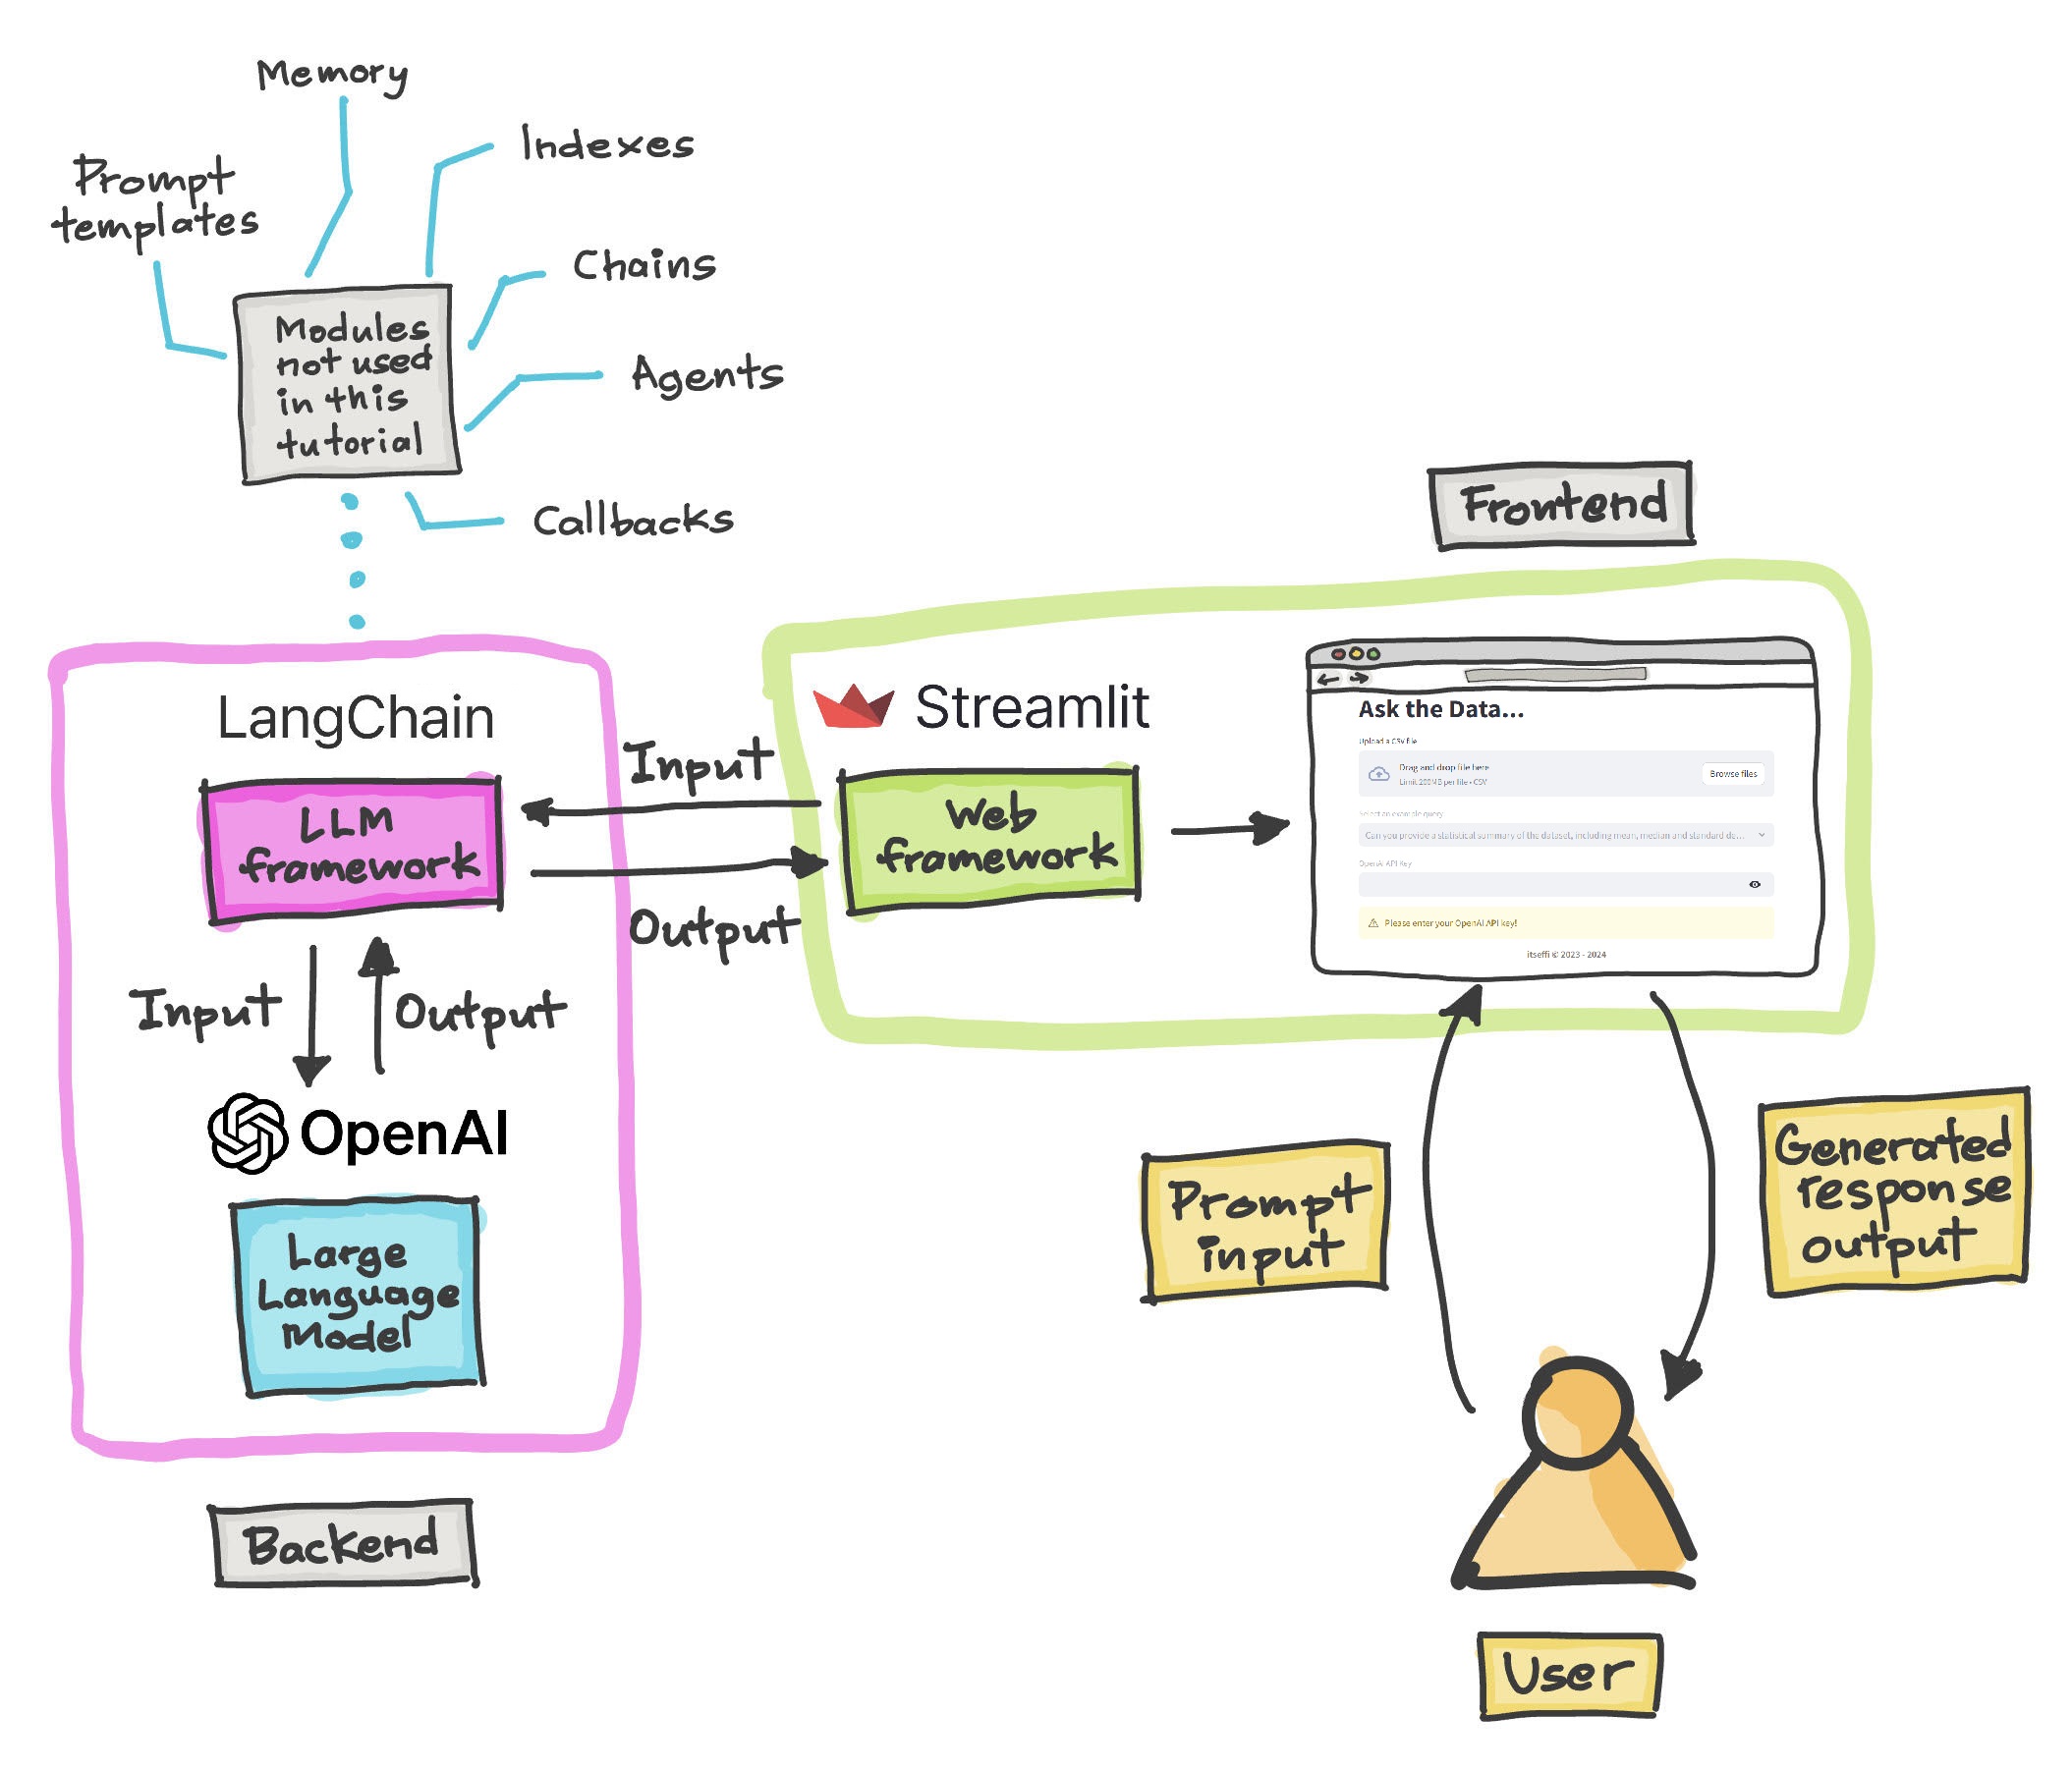 Memory
Indexes
Prompt
templates
Chains
Modules
not used
in this
tutorial
Agents
Callbacks
Frontend
LangChain
LLM
framework
Input
Output
Streamlit
Web
framework
Ask the Data...
Upload a CSV file
Drag and drop file here
Limit 200MB per file • CSV
Browse files
Select an example query
Can you provide a statistical summary of the dataset, including mean, median and standard de...
OpenAI API Key
Please enter your OpenAI API key!
itseffi © 2023 - 2024
Input
Output
OpenAI
Large
Language
Model
Backend
Prompt
input
Generated
response
output
User